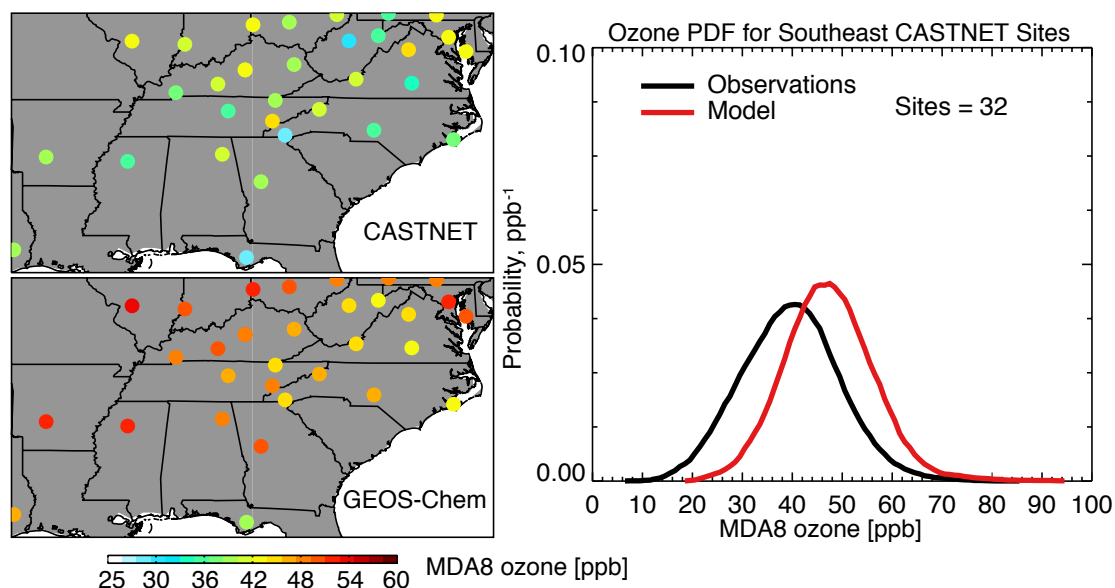 CASTNET
GEOS-Chem
25 30 36 42 48 54 60
MDA8 ozone [ppb]
Ozone PDF for Southeast CASTNET Sites
Observations
Model
Sites = 32
0.10
0.05
0.00
Probability, ppb⁻¹
0 10 20 30 40 50 60 70 80 90 100
MDA8 ozone [ppb]